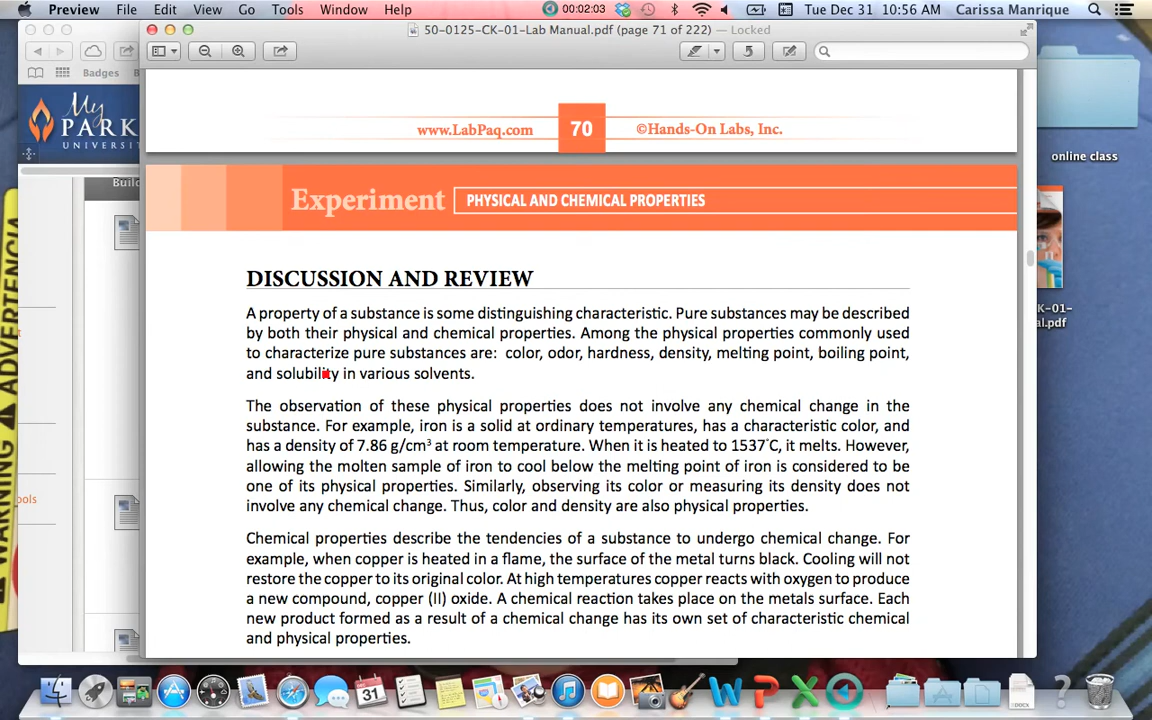 Preview File Edit View Go Tools Window Help 00:02:03 Tue Dec 31 10:56 AM Carissa Manrique
50-0125-CK-01-Lab Manual.pdf (page 71 of 222) — Locked
Badges
My
PARK
UNIVERSIT
www.LabPaq.com 70 ©Hands-On Labs, Inc.
online class
Experiment PHYSICAL AND CHEMICAL PROPERTIES
DISCUSSION AND REVIEW
A property of a substance is some distinguishing characteristic. Pure substances may be described
by both their physical and chemical properties. Among the physical properties commonly used
to characterize pure substances are: color, odor, hardness, density, melting point, boiling point,
and solubility in various solvents.
The observation of these physical properties does not involve any chemical change in the
substance. For example, iron is a solid at ordinary temperatures, has a characteristic color, and
has a density of 7.86 g/cm³ at room temperature. When it is heated to 1537°C, it melts. However,
allowing the molten sample of iron to cool below the melting point of iron is considered to be
one of its physical properties. Similarly, observing its color or measuring its density does not
involve any chemical change. Thus, color and density are also physical properties.
Chemical properties describe the tendencies of a substance to undergo chemical change. For
example, when copper is heated in a flame, the surface of the metal turns black. Cooling will not
restore the copper to its original color. At high temperatures copper reacts with oxygen to produce
a new compound, copper (II) oxide. A chemical reaction takes place on the metals surface. Each
new product formed as a result of a chemical change has its own set of characteristic chemical
and physical properties.
Build
ools
K-01-
al.pdf
WARNING
ADVERTENCIA
31
DOCX